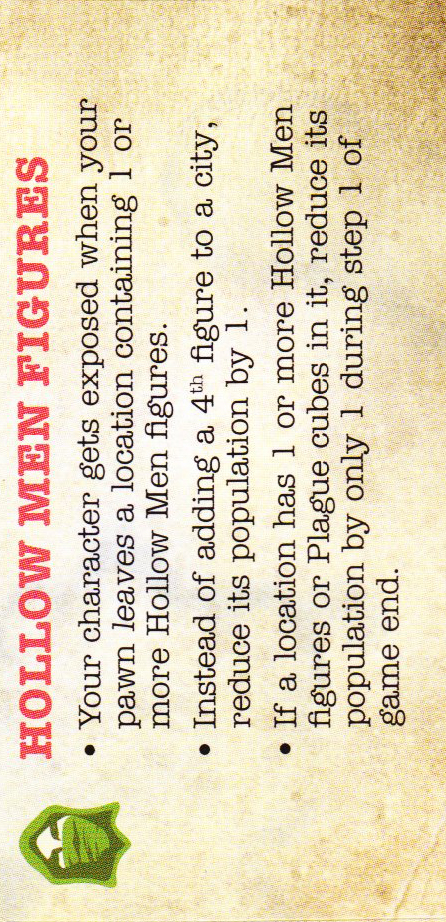 HOLLOW MEN FIGURES
• Your character gets exposed when your
pawn leaves a location containing 1 or
more Hollow Men figures.
• Instead of adding a 4th figure to a city,
reduce its population by 1.
• If a location has 1 or more Hollow Men
figures or Plague cubes in it, reduce its
population by only 1 during step 1 of
game end.